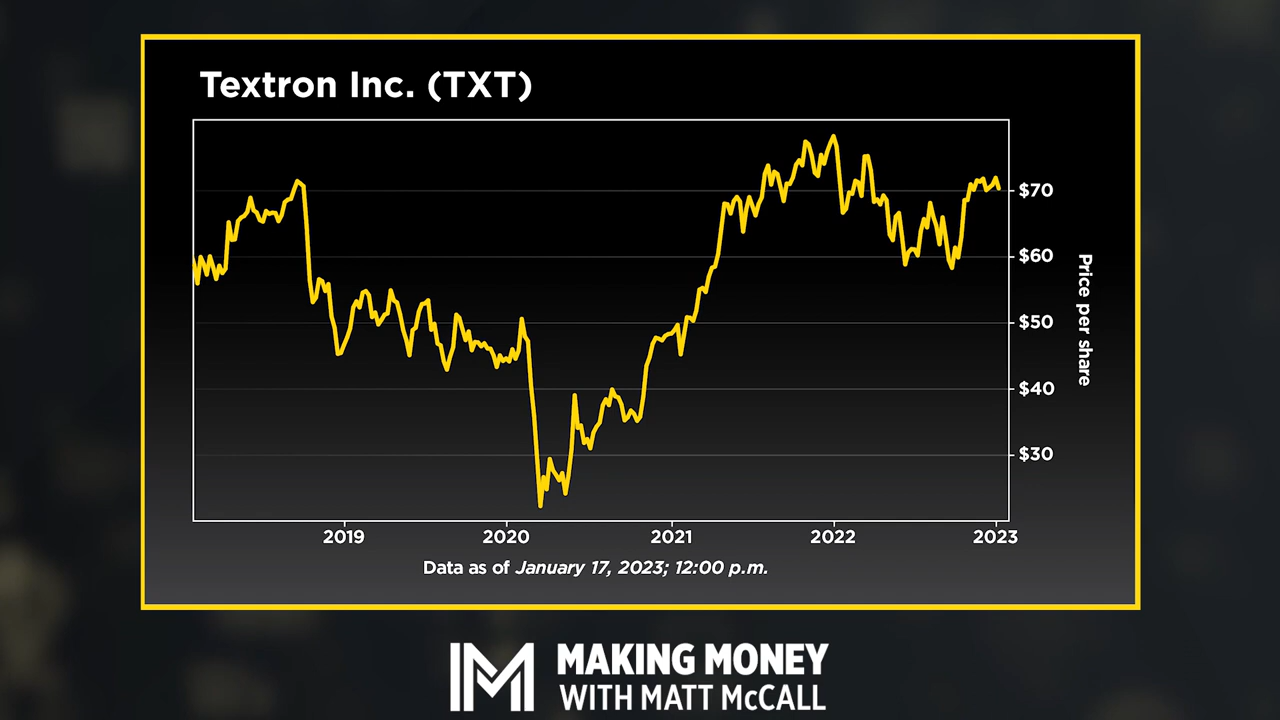 Textron Inc. (TXT)
$70
$60
$50
$40
$30
Price per share
2019 2020 2021 2022 2023
Data as of January 17, 2023; 12:00 p.m.
MM MAKING MONEY
WITH MATT McCALL